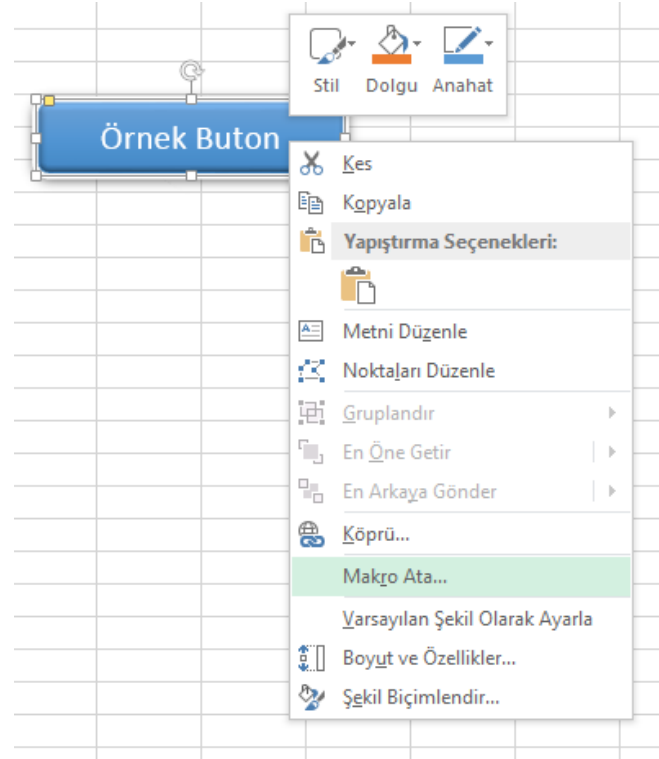 Stil Dolgu Anahat
Örnek Buton
Kes
Kopyala
Yapıştırma Seçenekleri:
Metni Düzenle
Noktaları Düzenle
Gruplandır
En Öne Getir
En Arkaya Gönder
Köprü...
Makro Ata...
Varsayılan Şekil Olarak Ayarla
Boyut ve Özellikler...
Şekil Biçimlendir...